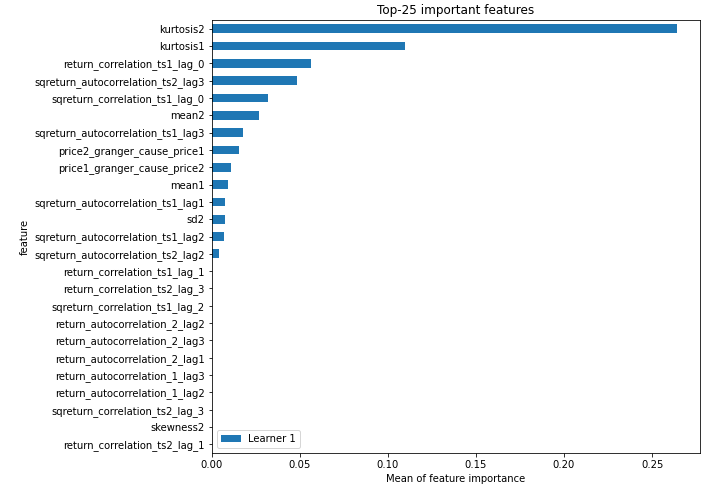 Top-25 important features
kurtosis2
kurtosis1
return_correlation_ts1_lag_0
sqreturn_autocorrelation_ts2_lag3
sqreturn_correlation_ts1_lag_0
mean2
sqreturn_autocorrelation_ts1_lag3
price2_granger_cause_price1
price1_granger_cause_price2
mean1
sqreturn_autocorrelation_ts1_lag1
sd2
sqreturn_autocorrelation_ts1_lag2
sqreturn_autocorrelation_ts2_lag2
return_correlation_ts1_lag_1
return_correlation_ts2_lag_3
sqreturn_correlation_ts1_lag_2
return_autocorrelation_2_lag2
return_autocorrelation_2_lag3
return_autocorrelation_2_lag1
return_autocorrelation_1_lag3
return_autocorrelation_1_lag2
sqreturn_correlation_ts2_lag_3
skewness2
return_correlation_ts2_lag_1
feature
Learner 1
0.00 0.05 0.10 0.15 0.20 0.25
Mean of feature importance